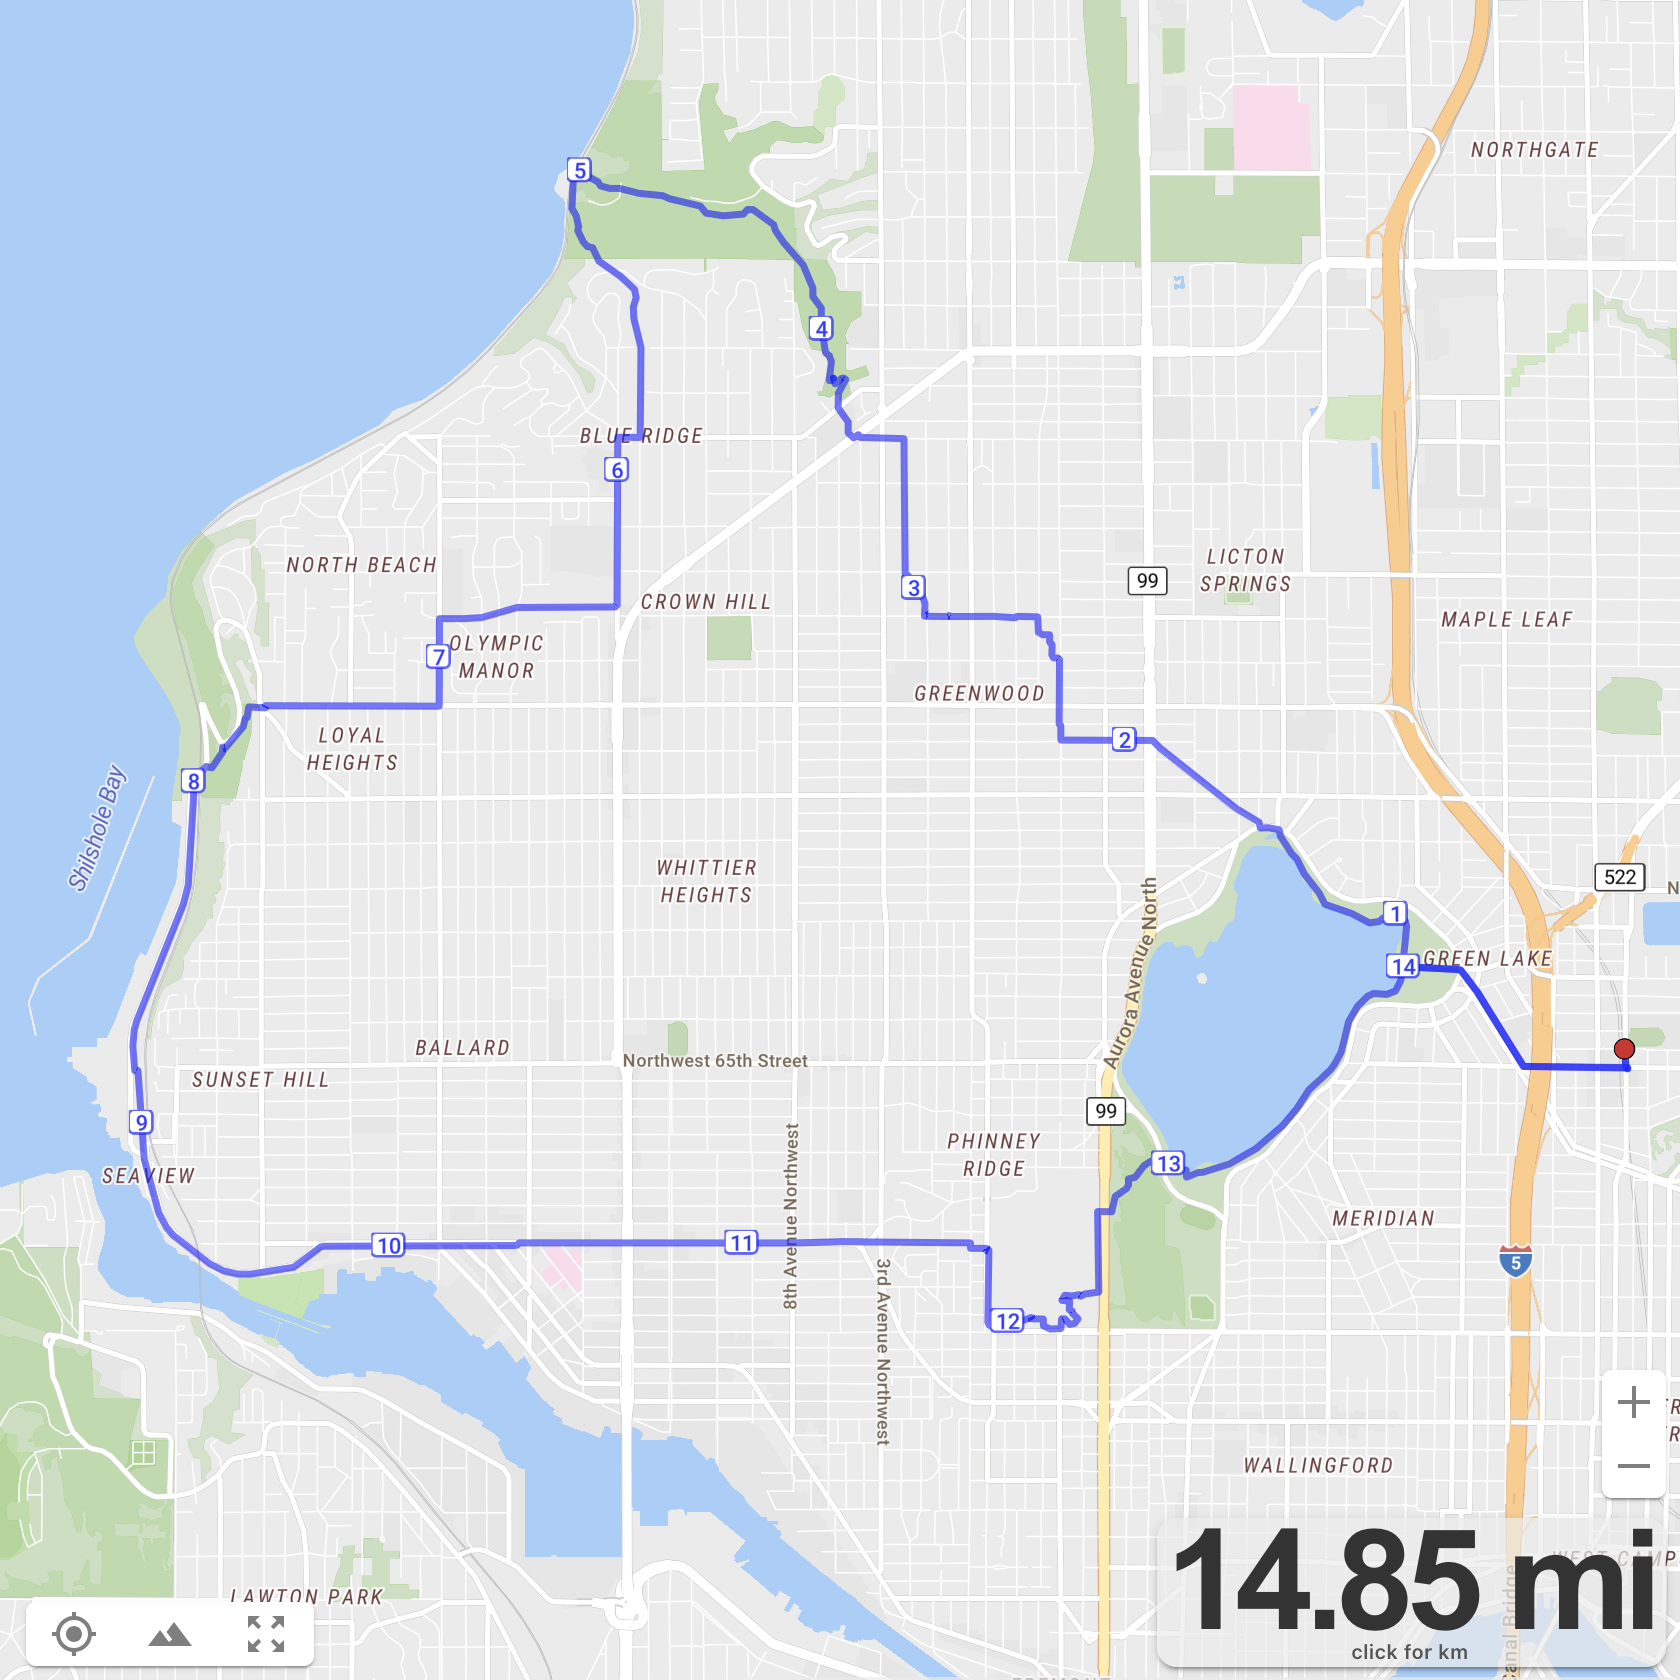 NORTHGATE
5
4
BLUE RIDGE
6
NORTH BEACH
CROWN HILL
3
99
LICTON
SPRINGS
MAPLE LEAF
7
OLYMPIC
MANOR
GREENWOOD
LOYAL
HEIGHTS
2
8
Shilshole Bay
WHITTIER
HEIGHTS
522
N
1
Aurora Avenue North
14
GREEN LAKE
BALLARD
Northwest 65th Street
SUNSET HILL
9
99
SEAVIEW
8th Avenue Northwest
PHINNEY
RIDGE
13
MERIDIAN
10
11
5
3rd Avenue Northwest
12
WALLINGFORD
LAWTON PARK
14.85 mi
click for km